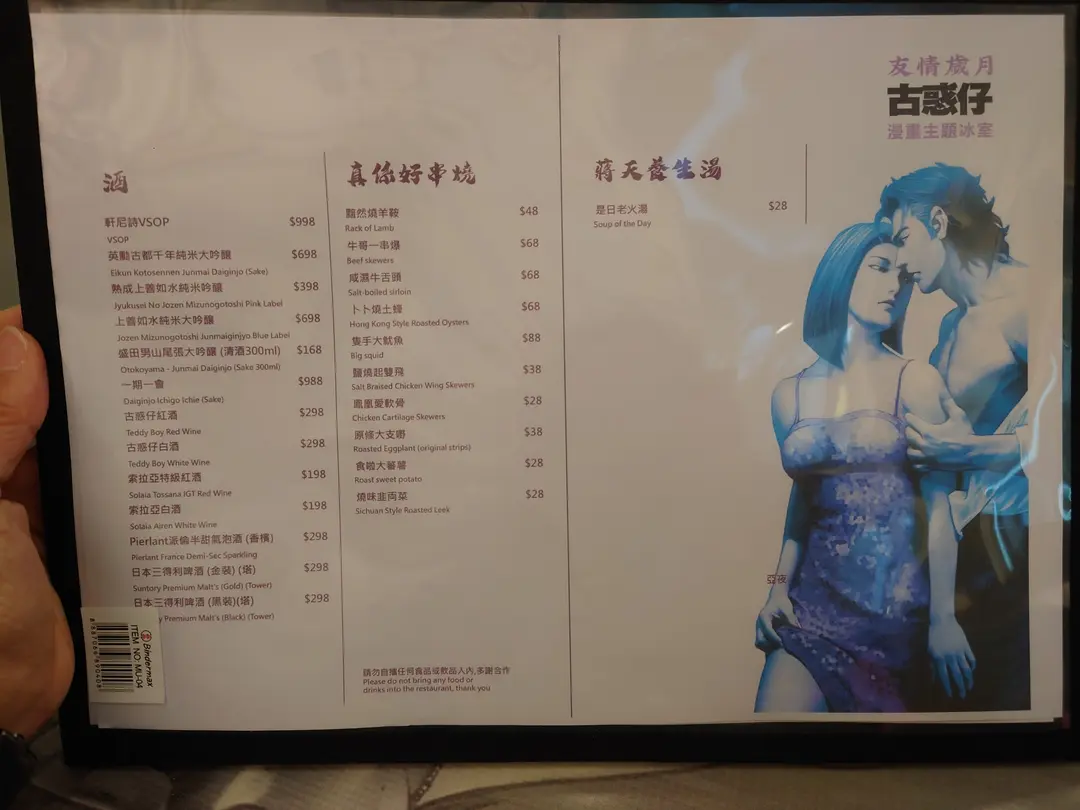 友情歲月
古惑仔
漫畫主題冰室
酒
軒尼詩VSOP $998
VSOP
英勳古都千年純米大吟釀 $698
Eikun Kotosennen Junmai Daiginjo (Sake)
熟成上善如水純米吟釀 $398
Jyukusei No Jozen Mizunogotoshi Pink Label
上善如水純米大吟釀 $698
Jozen Mizunogotoshi Junmaiginjyo Blue Label
盛田男山尾張大吟釀 (清酒300ml) $168
Otokoyama - Junmai Daiginjo (Sake 300ml)
一期一會 $988
Daiginjo Ichigo Ichie (Sake)
古惑仔紅酒 $298
Teddy Boy Red Wine
古惑仔白酒 $298
Teddy Boy White Wine
索拉亞特級紅酒 $198
Solaia Tossana IGT Red Wine
索拉亞白酒 $198
Solaia Airen White Wine
Pierlant派倫半甜氣泡酒 (香檳) $298
Pierlant France Demi-Sec Sparkling
日本三得利啤酒 (金裝) (塔) $298
Suntory Premium Malt's (Gold) (Tower)
日本三得利啤酒 (黑裝)(塔) $298
y Premium Malt's (Black) (Tower)
真係好串燒
黯然燒羊鞍 $48
Rack of Lamb
牛哥一串爆 $68
Beef skewers
咸濕牛舌頭 $68
Salt-boiled sirloin
卜卜燒土蠔 $68
Hong Kong Style Roasted Oysters
隻手大魷魚 $88
Big squid
鹽燒起雙飛 $38
Salt Braised Chicken Wing Skewers
鳳凰愛軟骨 $28
Chicken Cartilage Skewers
原條大支嘢 $38
Roasted Eggplant (original strips)
食啦大蕃薯 $28
Roast sweet potato
燒味韮両菜 $28
Sichuan Style Roasted Leek
請勿自攜任何食品或飲品入內,多謝合作
Please do not bring any food or
drinks into the restaurant, thank you
蔣天養生湯
是日老火湯 $28
Soup of the Day
亞夜
Bindermax
ITEM NO. MU-04